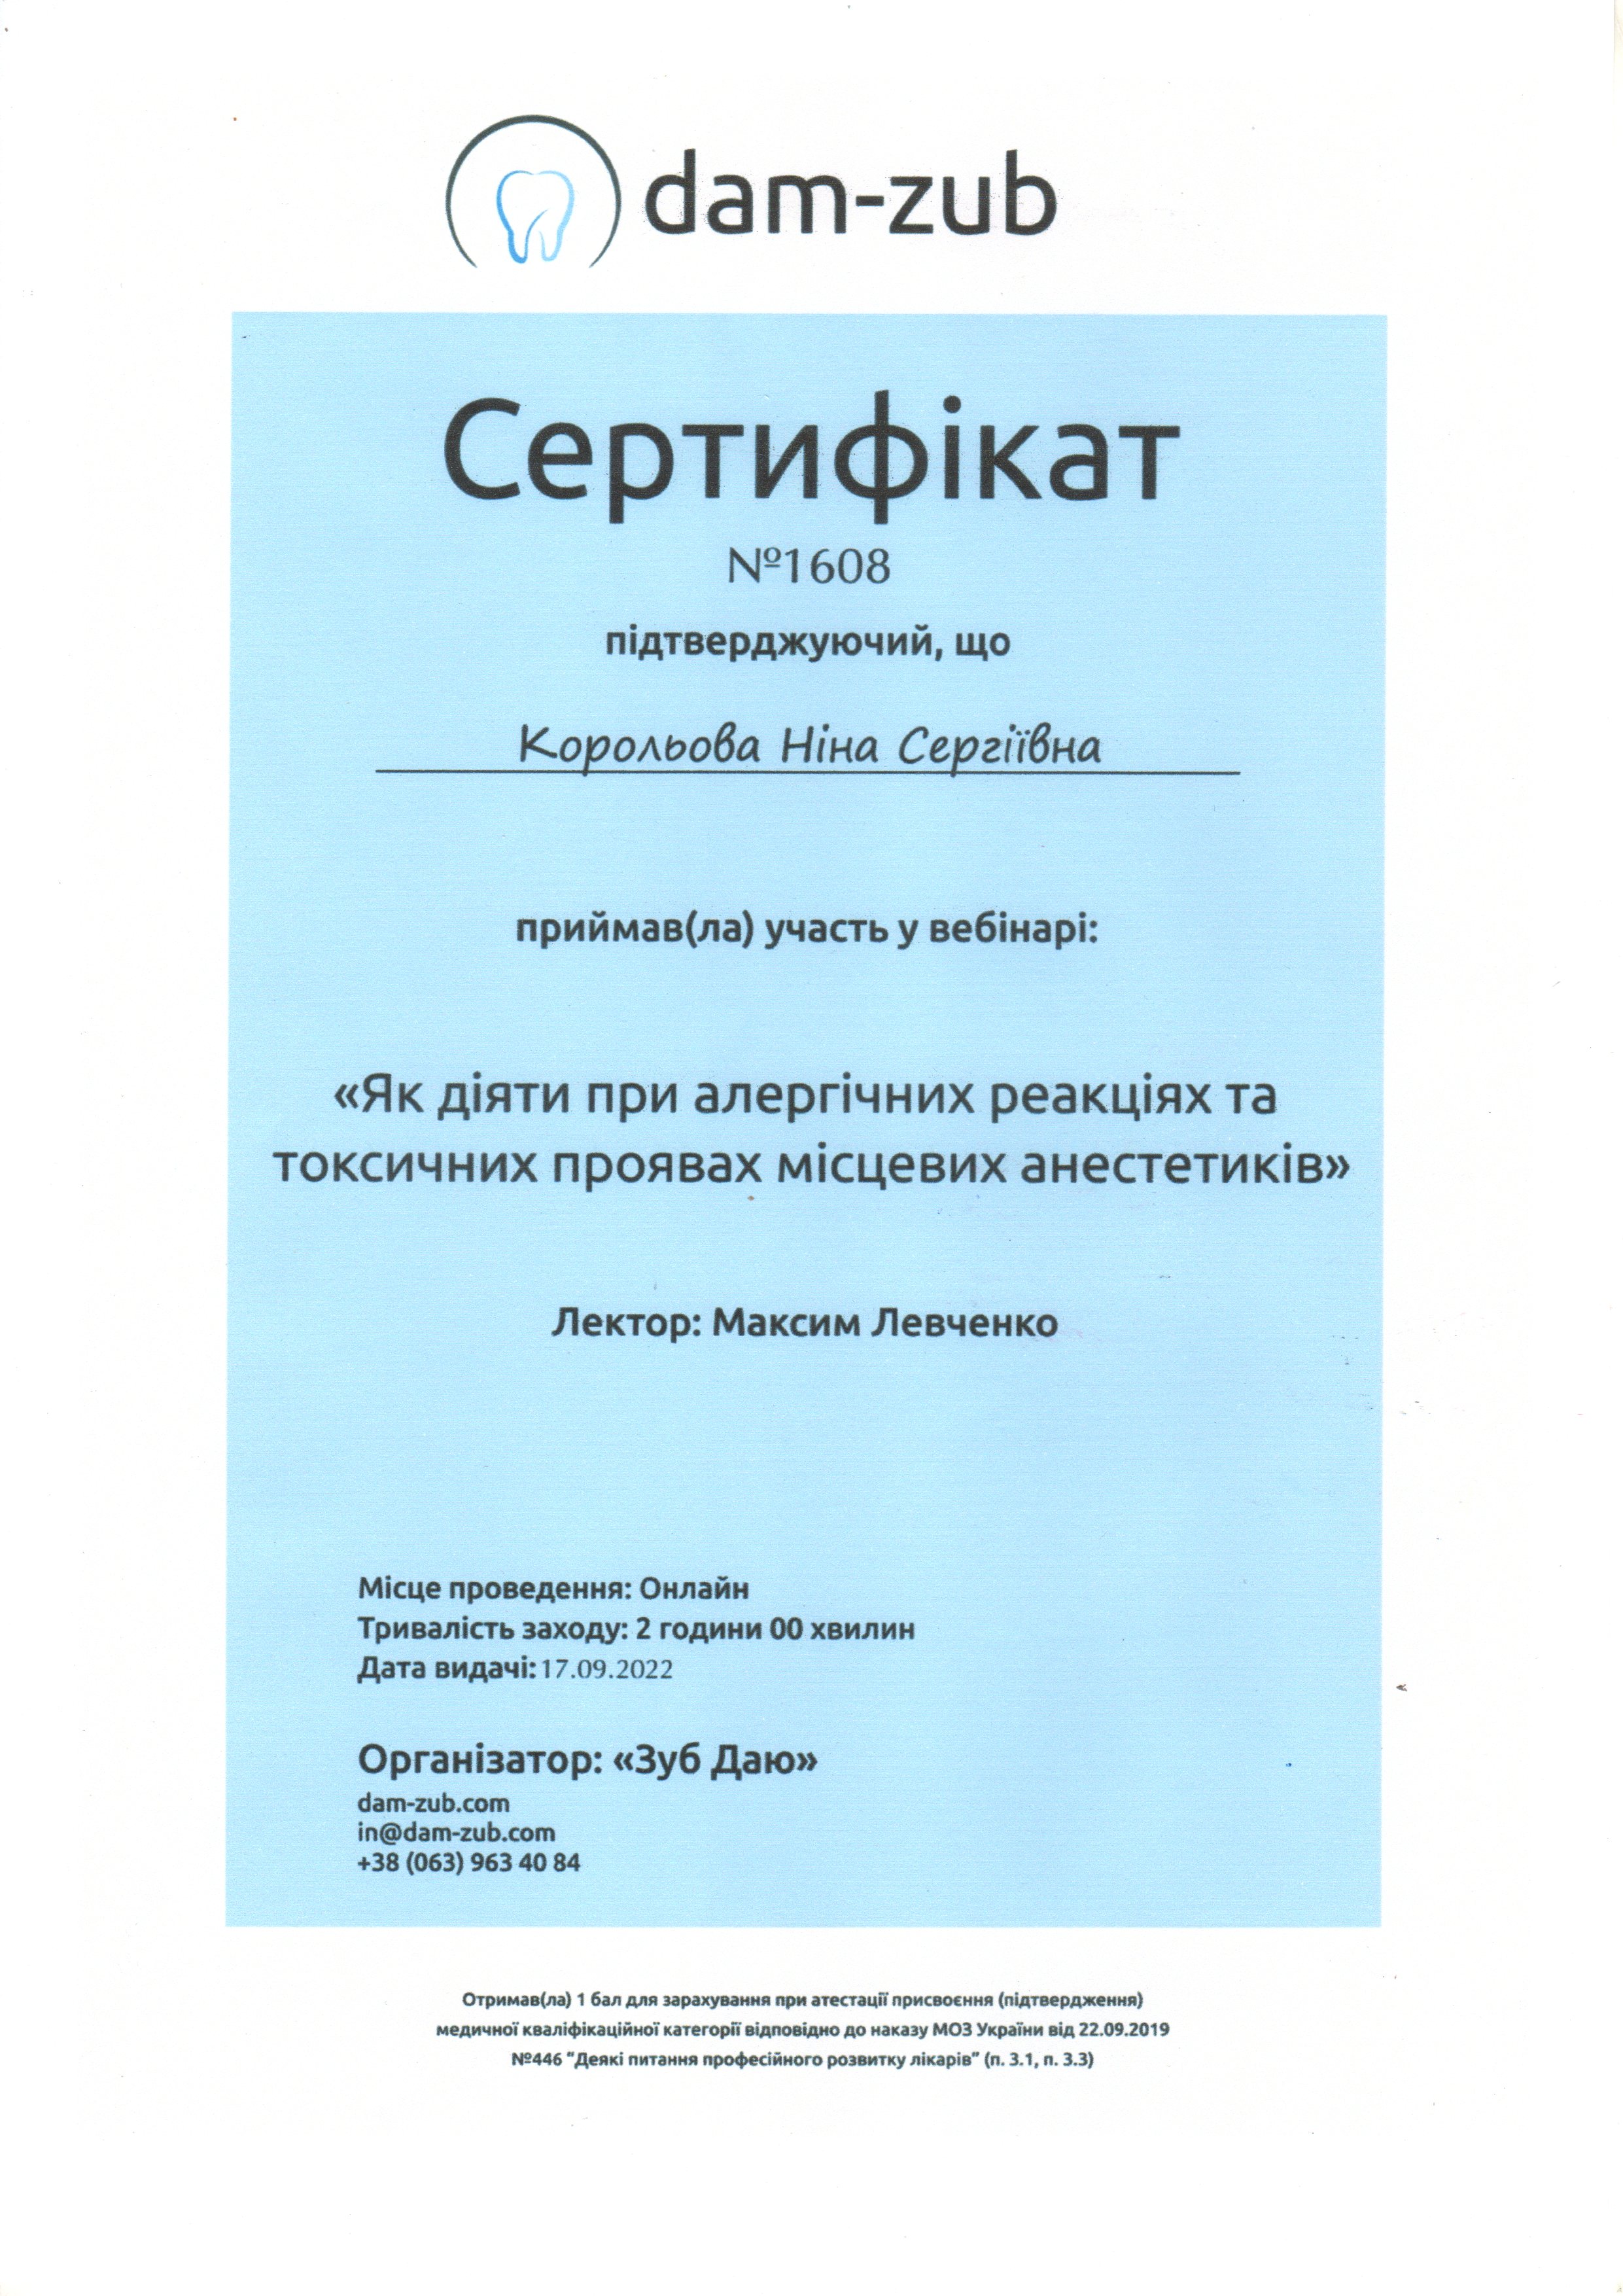 dam-zub
Сертифікат
№1608
підтверджуючий, що
Корольова Ніна Сергіївна
приймав(ла) участь у вебінарі:
«Як діяти при алергічних реакціях та
токсичних проявах місцевих анестетиків»
Лектор: Максим Левченко
Місце проведення: Онлайн
Тривалість заходу: 2 години 00 хвилин
Дата видачі: 17.09.2022
Організатор: «Зуб Даю»
dam-zub.com
in@dam-zub.com
+38 (063) 963 40 84
Отримав(ла) 1 бал для зарахування при атестації присвоєння (підтвердження)
медичної кваліфікаційної категорії відповідно до наказу МОЗ України від 22.09.2019
№446 "Деякі питання професійного розвитку лікарів" (п. 3.1, п. 3.3)